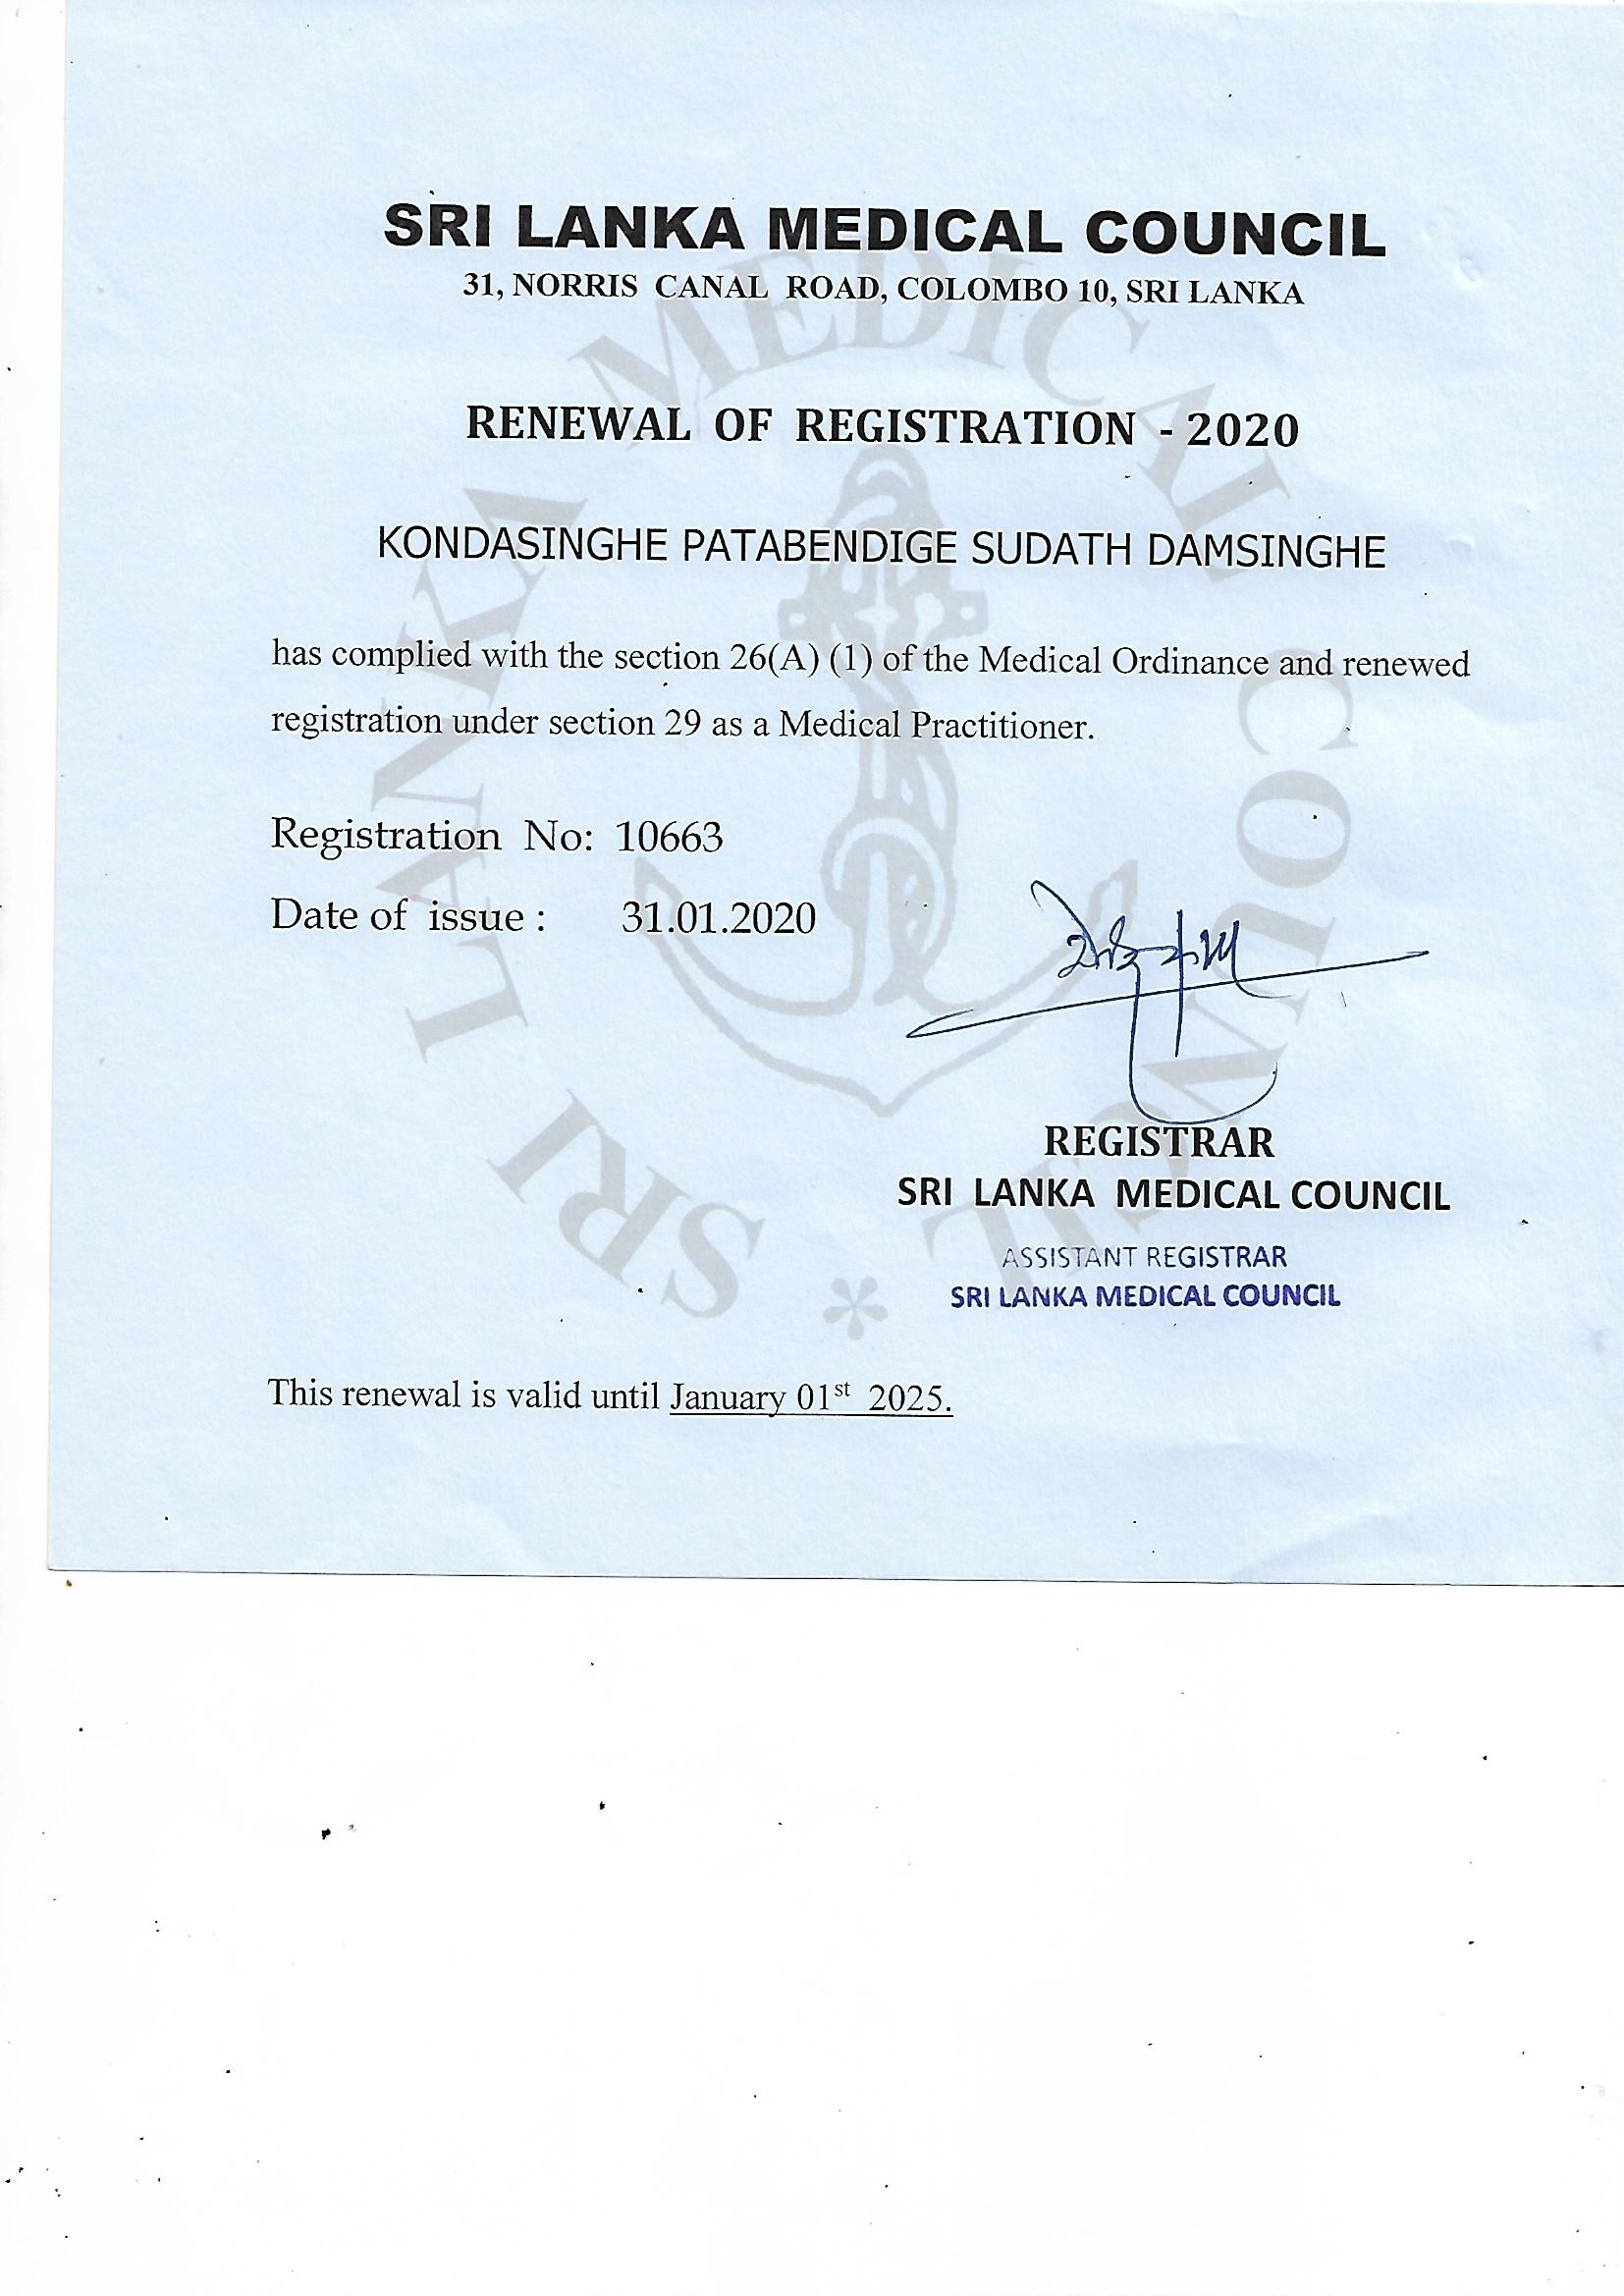 SRI LANKA MEDICAL COUNCIL
31, NORRIS CANAL ROAD, COLOMBO 10, SRI LANKA
RENEWAL OF REGISTRATION - 2020
KONDASINGHE PATABENDIGE SUDATH DAMSINGHE
has complied with the section 26(A) (1) of the Medical Ordinance and renewed
registration under section 29 as a Medical Practitioner.
Registration No: 10663
Date of issue : 31.01.2020
REGISTRAR
SRI LANKA MEDICAL COUNCIL
ASSISTANT REGISTRAR
SRI LANKA MEDICAL COUNCIL
This renewal is valid until January 01st 2025.
SRI LANKA MEDICAL COUNCIL *